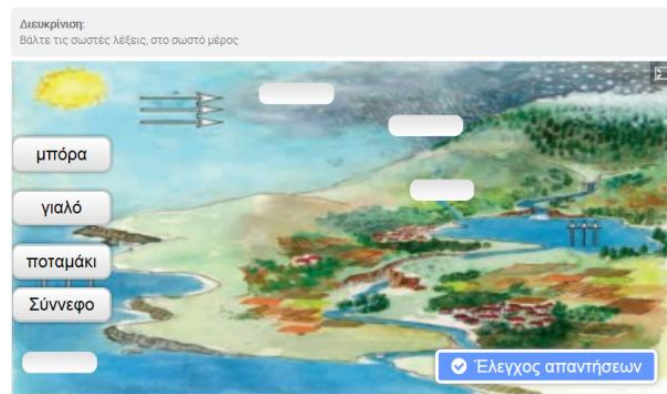 Διευκρίνιση:
Βάλτε τις σωστές λέξεις, στο σωστό μέρος
μπόρα
γιαλό
ποταμάκι
Σύννεφο
Έλεγχος απαντήσεων